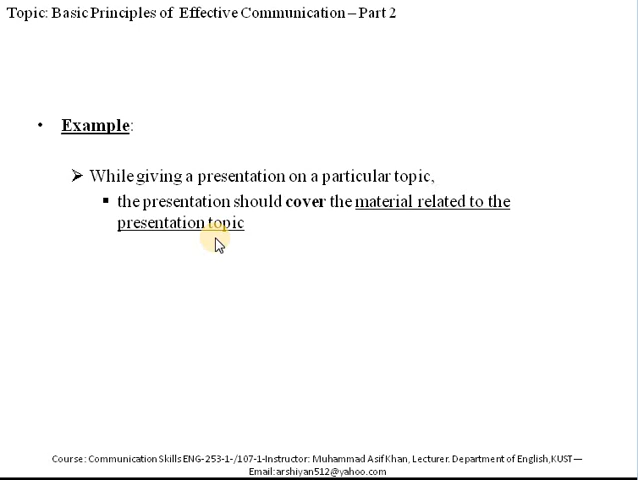 Topic: Basic Principles of Effective Communication – Part 2
• Example:
➢ While giving a presentation on a particular topic,
▪ the presentation should cover the material related to the
presentation topic
Course: Communication Skills ENG-253-1-/107-1-Instructor: Muhammad Asif Khan, Lecturer. Department of English,KUST—
Email:arshiyan512@yahoo.com